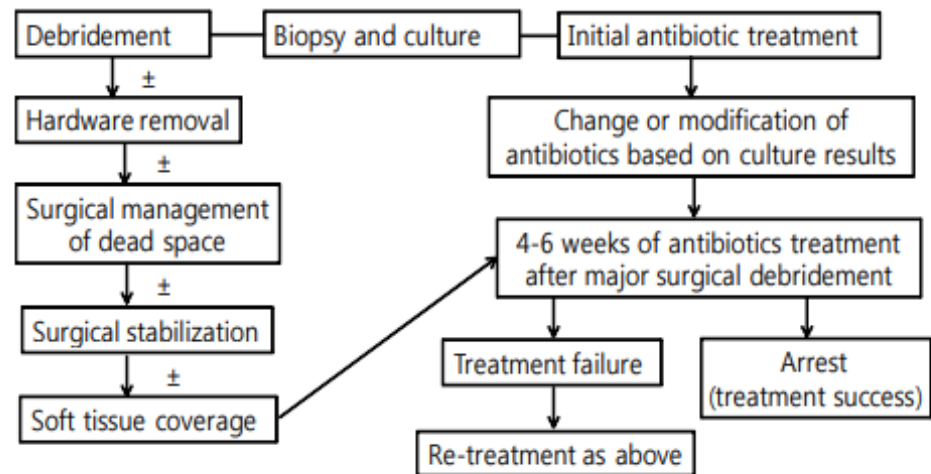 Debridement
Biopsy and culture
Initial antibiotic treatment
±
Hardware removal
±
Surgical management
of dead space
±
Surgical stabilization
±
Soft tissue coverage
Change or modification of
antibiotics based on culture results
4-6 weeks of antibiotics treatment
after major surgical debridement
Treatment failure
Arrest
(treatment success)
Re-treatment as above